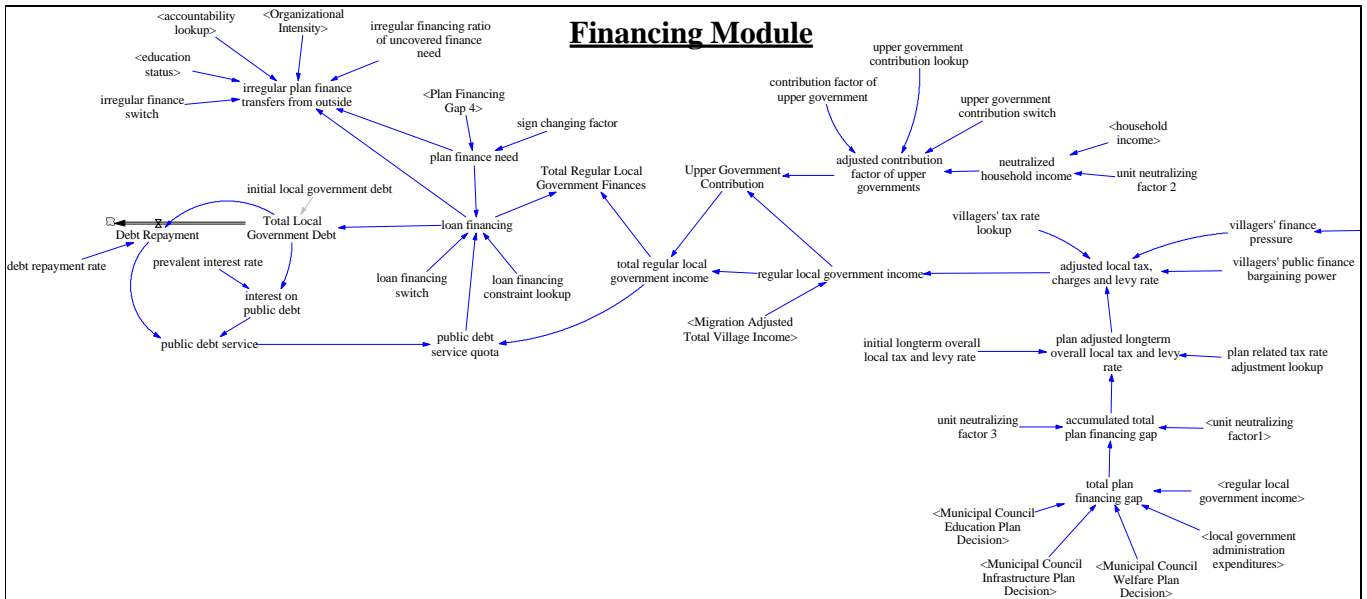 Financing Module
<accountability
lookup>
<Organizational
Intensity>
irregular financing ratio
of uncovered finance
need
<education
status>
irregular finance
switch
irregular plan finance
transfers from outside
<Plan Financing
Gap 4>
sign changing factor
plan finance need
Total Regular Local
Government Finances
initial local government debt
Total Local
Government Debt
Debt Repayment
debt repayment rate
prevalent interest rate
interest on
public debt
public debt service
loan financing
loan financing
switch
loan financing
constraint lookup
public debt
service quota
total regular local
government income
Upper Government
Contribution
contribution factor of
upper government
upper government
contribution lookup
upper government
contribution switch
adjusted contribution
factor of upper
governments
neutralized
household income
<household
income>
unit neutralizing
factor 2
villagers' tax rate
lookup
villagers' finance
pressure
villagers' public finance
bargaining power
adjusted local tax,
charges and levy rate
regular local government income
<Migration Adjusted
Total Village Income>
initial longterm overall
local tax and levy rate
plan adjusted longterm
overall local tax and levy
rate
plan related tax rate
adjustment lookup
unit neutralizing
factor 3
accumulated total
plan financing gap
<unit neutralizing
factor1>
total plan
financing gap
<regular local
government income>
<Municipal Council
Education Plan
Decision>
<Municipal Council
Infrastructure Plan
Decision>
<Municipal Council
Welfare Plan
Decision>
<local government
administration
expenditures>